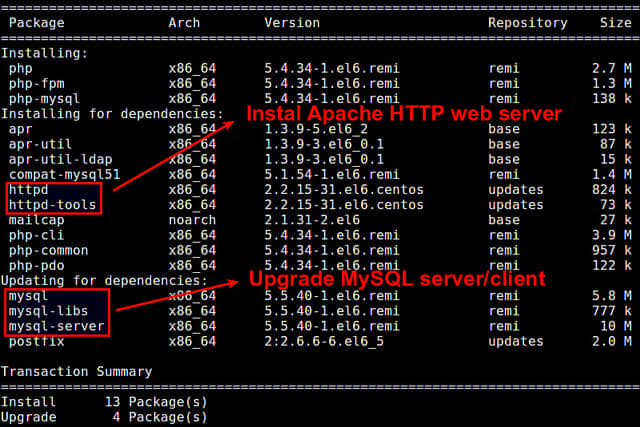 ================================================================================
Package Arch Version Repository Size
================================================================================
Installing:
php x86_64 5.4.34-1.el6.remi remi 2.7 M
php-fpm x86_64 5.4.34-1.el6.remi remi 1.3 M
php-mysql x86_64 5.4.34-1.el6.remi remi 138 k
Installing for dependencies:
Instal Apache HTTP web server
apr x86_64 1.3.9-5.el6_2 base 123 k
apr-util x86_64 1.3.9-3.el6_0.1 base 87 k
apr-util-ldap x86_64 1.3.9-3.el6_0.1 base 15 k
compat-mysql51 x86_64 5.1.54-1.el6.remi remi 1.4 M
httpd x86_64 2.2.15-31.el6.centos updates 824 k
httpd-tools x86_64 2.2.15-31.el6.centos updates 73 k
mailcap noarch 2.1.31-2.el6 base 27 k
php-cli x86_64 5.4.34-1.el6.remi remi 3.9 M
php-common x86_64 5.4.34-1.el6.remi remi 957 k
php-pdo x86_64 5.4.34-1.el6.remi remi 122 k
Updating for dependencies:
Upgrade MySQL server/client
mysql x86_64 5.5.40-1.el6.remi remi 5.8 M
mysql-libs x86_64 5.5.40-1.el6.remi remi 777 k
mysql-server x86_64 5.5.40-1.el6.remi remi 10 M
postfix x86_64 2:2.6.6-6.el6_5 updates 2.0 M
Transaction Summary
================================================================================
Install 13 Package(s)
Upgrade 4 Package(s)